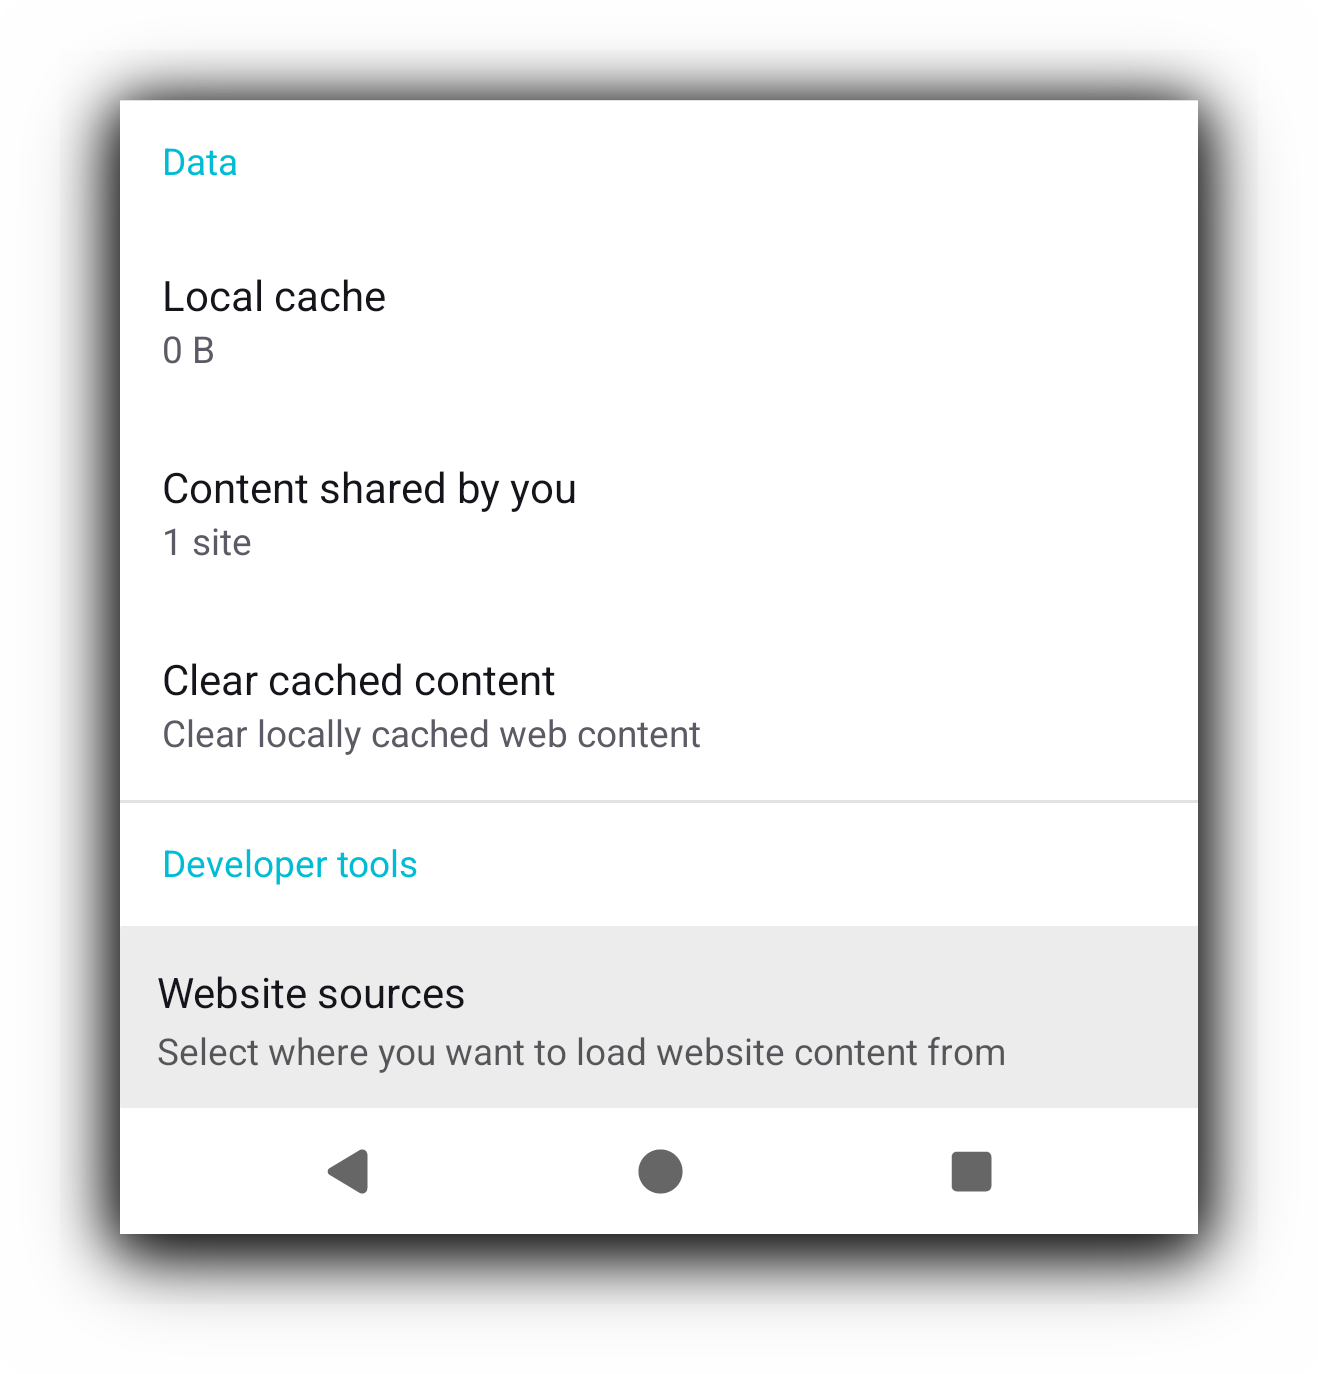 Data
Local cache
0 B
Content shared by you
1 site
Clear cached content
Clear locally cached web content
Developer tools
Website sources
Select where you want to load website content from